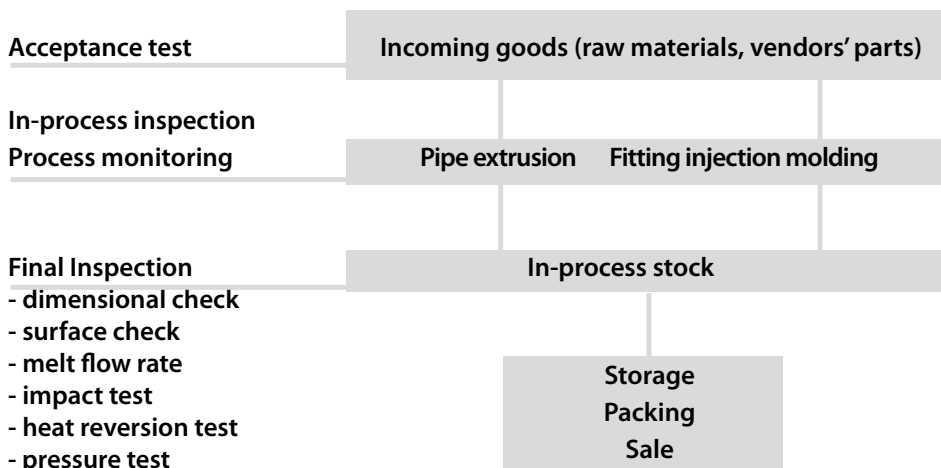 Acceptance test
Incoming goods (raw materials, vendors’ parts)
In-process inspection
Process monitoring
Pipe extrusion
Fitting injection molding
Final Inspection
In-process stock
- dimensional check
- surface check
- melt flow rate
- impact test
- heat reversion test
- pressure test
Storage
Packing
Sale